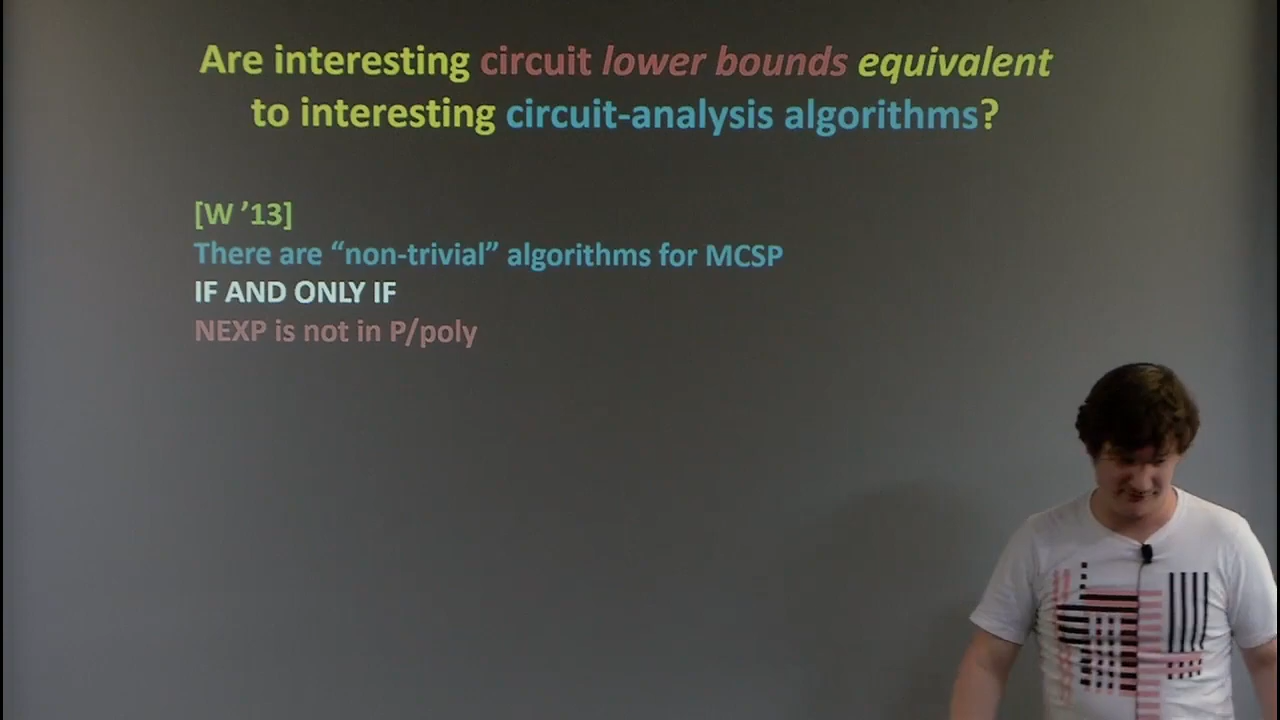 Are interesting circuit lower bounds equivalent
to interesting circuit-analysis algorithms?
[W ’13]
There are “non-trivial” algorithms for MCSP
IF AND ONLY IF
NEXP is not in P/poly